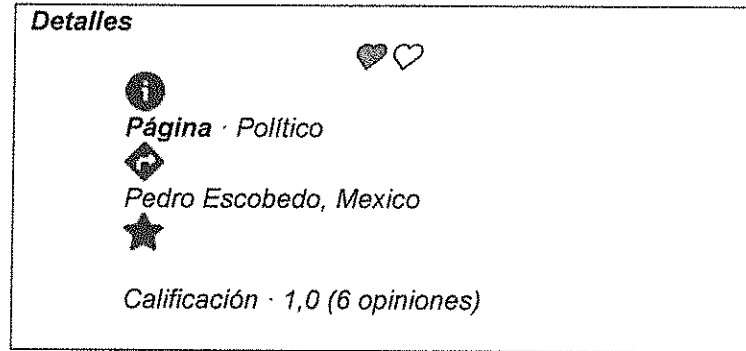 Detalles
Página · Político
Pedro Escobedo, Mexico
Calificación · 1,0 (6 opiniones)